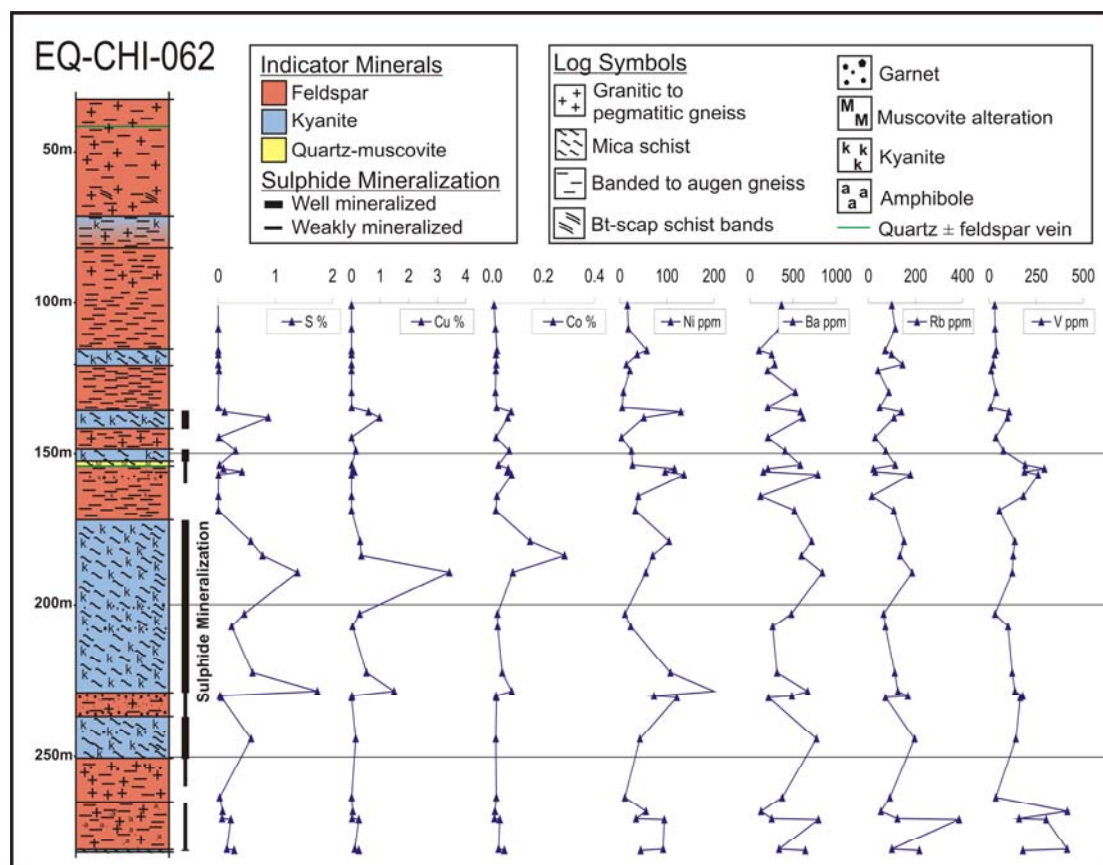 EQ-CHI-062
Indicator Minerals
Feldspar
Kyanite
Quartz-muscovite
Sulphide Mineralization
Well mineralized
Weakly mineralized
Log Symbols
Granitic to
pegmatitic gneiss
Mica schist
Banded to augen gneiss
Bt-scap schist bands
Garnet
M M
Muscovite alteration
k k k
Kyanite
a a a
Amphibole
Quartz ± feldspar vein
50m
100m
150m
200m
250m
Sulphide Mineralization
0 1 2
S %
0 1 2 3 4
Cu %
0.0 0.2 0.4
Co %
0 100 200
Ni ppm
0 500 1000
Ba ppm
0 200 400
Rb ppm
0 250 500
V ppm